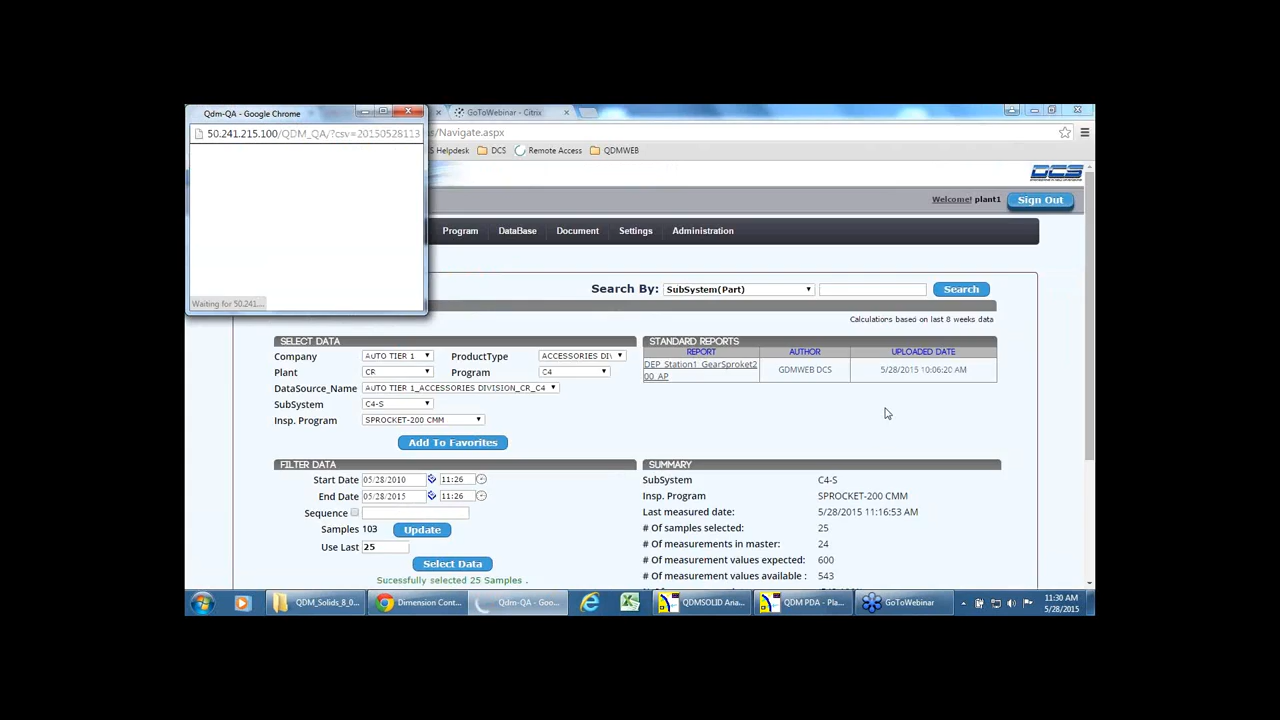 Qdm-QA - Google Chrome
50.241.215.100/QDM_QA/?csv=20150528113
Waiting for 50.241....
GoToWebinar - Citrix
s/Navigate.aspx
S Helpdesk DCS Remote Access QDMWEB
DCS
Welcome! plant1 Sign Out
Program DataBase Document Settings Administration
Search By: SubSystem(Part) Search
Calculations based on last 8 weeks data
SELECT DATA
Company AUTO TIER 1 ProductType ACCESSORIES DI
Plant CR Program C4
DataSource_Name AUTO TIER 1_ACCESSORIES DIVISION_CR_C4
SubSystem C4-S
Insp. Program SPROCKET-200 CMM
Add To Favorites
STANDARD REPORTS
REPORT AUTHOR UPLOADED DATE
DEP_Station1_GearSproket2
00_AP GDMWEB DCS 5/28/2015 10:06:20 AM
FILTER DATA
Start Date 05/28/2010 11:26
End Date 05/28/2015 11:26
Sequence
Samples 103 Update
Use Last 25
Select Data
Sucessfully selected 25 Samples .
SUMMARY
SubSystem C4-S
Insp. Program SPROCKET-200 CMM
Last measured date: 5/28/2015 11:16:53 AM
# Of samples selected: 25
# Of measurements in master: 24
# Of measurement values expected: 600
# Of measurement values available : 543
QDM_Solids_8_0... Dimension Cont... Qdm-QA - Goo... QDMSOLID Aria... QDM PDA - Pla... GoToWebinar
11:30 AM
5/28/2015